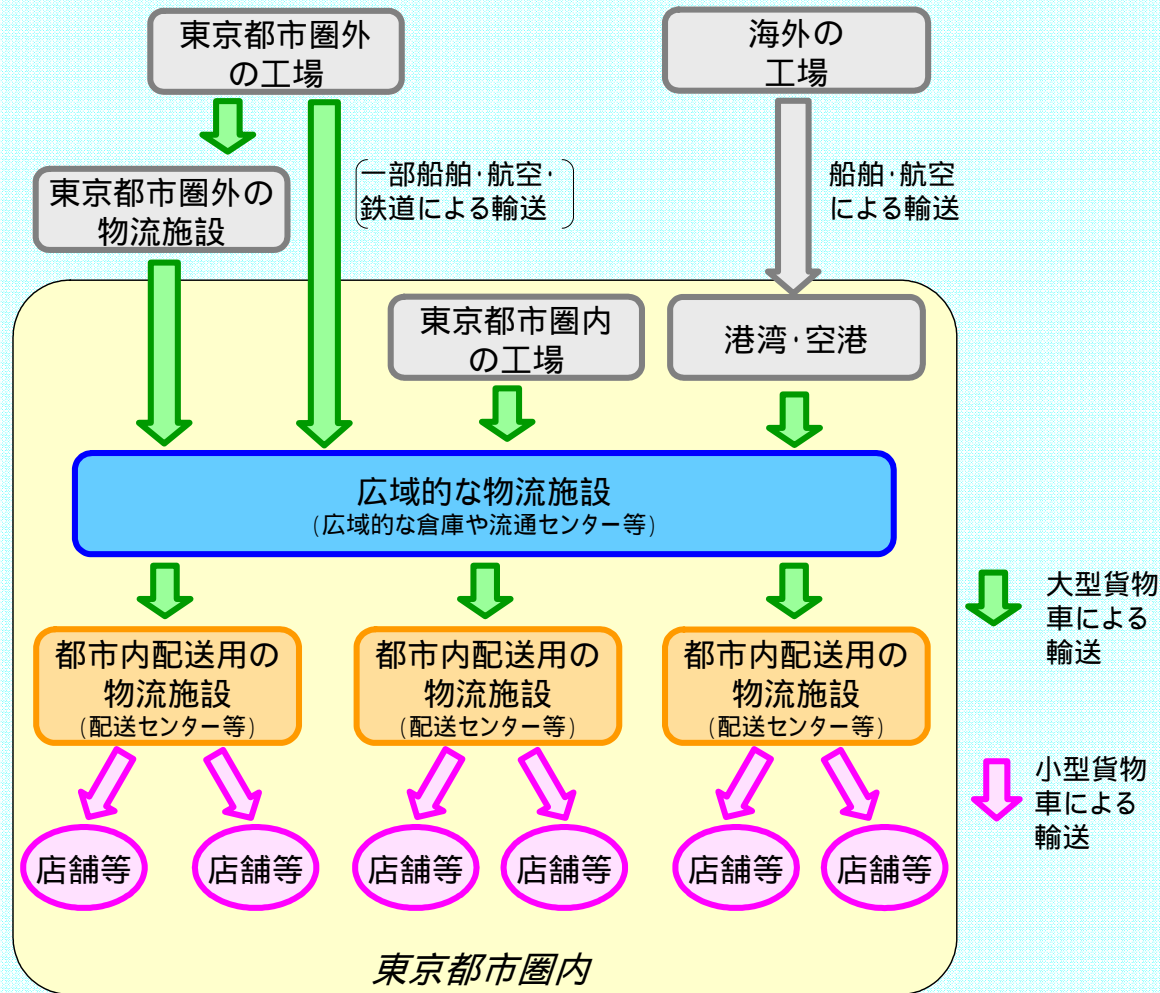 東京都市圏外
の工場
海外の
工場
一部船舶・航空・
鉄道による輸送
船舶・航空
による輸送
東京都市圏外の
物流施設
東京都市圏内
の工場
港湾・空港
広域的な物流施設
(広域的な倉庫や流通センター等)
大型貨物
車による
輸送
都市内配送用の
物流施設
(配送センター等)
都市内配送用の
物流施設
(配送センター等)
都市内配送用の
物流施設
(配送センター等)
小型貨物
車による
輸送
店舗等
店舗等
店舗等
店舗等
店舗等
店舗等
東京都市圏内